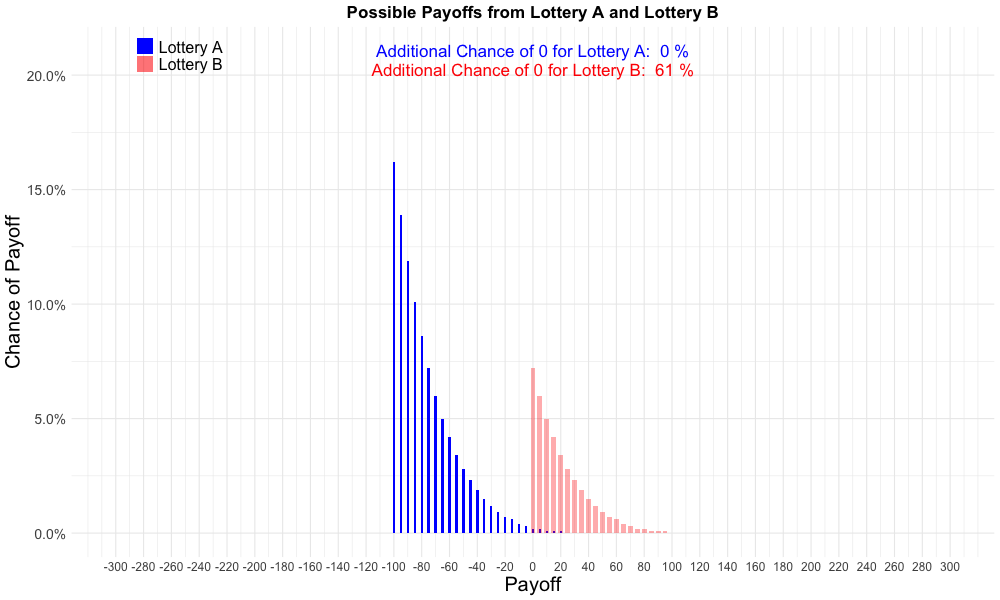 Possible Payoffs from Lottery A and Lottery B
Lottery A
Lottery B
Additional Chance of 0 for Lottery A:  0 %
Additional Chance of 0 for Lottery B:  61 %
Chance of Payoff
20.0%
15.0%
10.0%
5.0%
0.0%
-300 -280 -260 -240 -220 -200 -180 -160 -140 -120 -100 -80 -60 -40 -20 0 20 40 60 80 100 120 140 160 180 200 220 240 260 280 300
Payoff